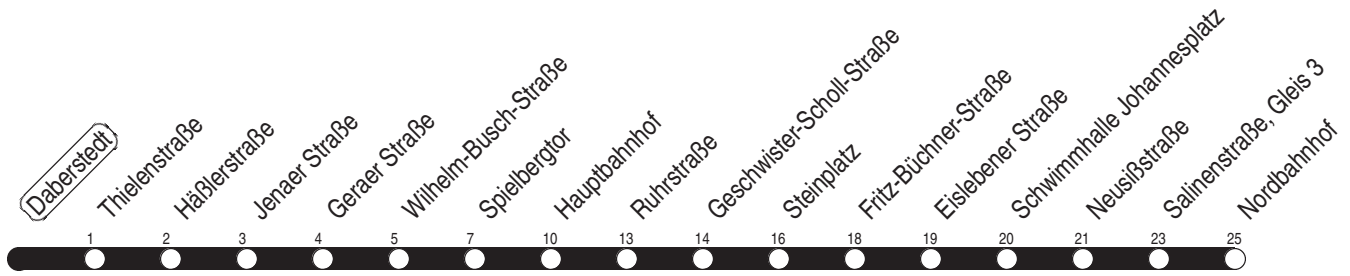 Daberstedt
Thielenstraße
Häßlerstraße
Jenaer Straße
Geraer Straße
Wilhelm-Busch-Straße
Spielbergtor
Hauptbahnhof
Ruhrstraße
Geschwister-Scholl-Straße
Steinplatz
Fritz-Büchner-Straße
Eislebener Straße
Schwimmhalle Johannesplatz
Neusißstraße
Salinenstraße, Gleis 3
Nordbahnhof
1 2 3 4 5 7 10 13 14 16 18 19 20 21 23 25